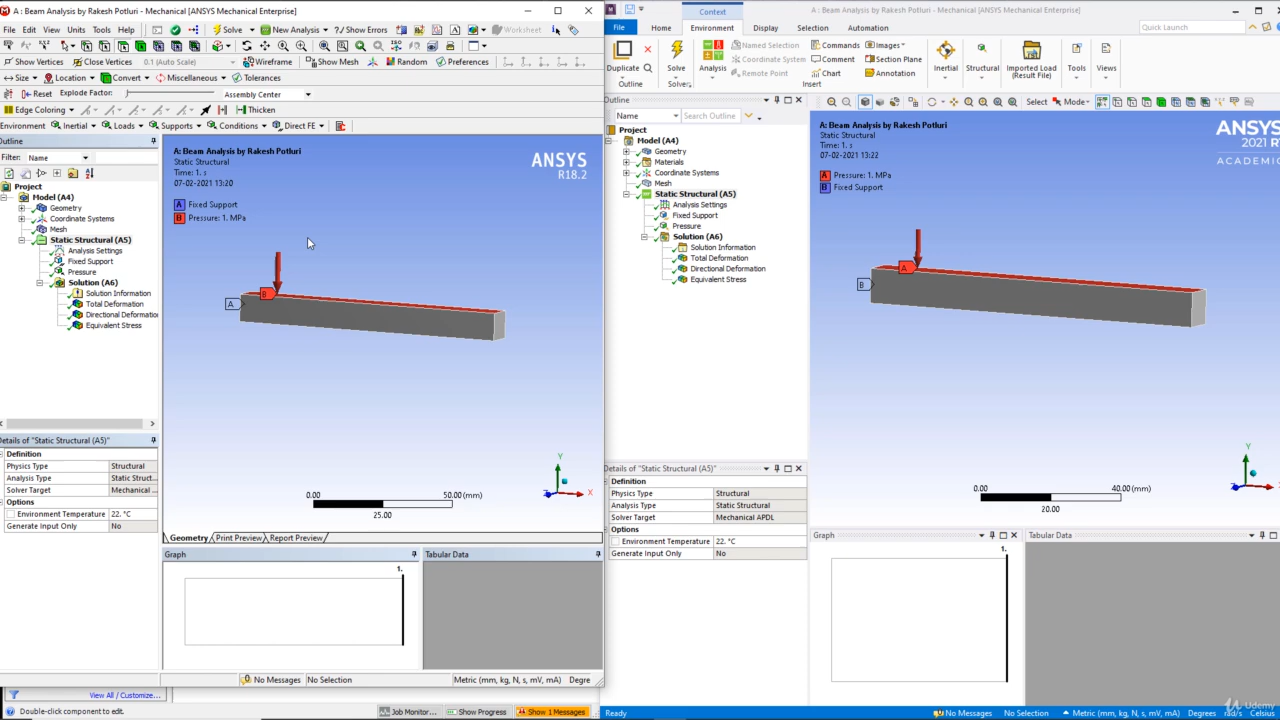 A : Beam Analysis by Rakesh Potluri - Mechanical [ANSYS Mechanical Enterprise]
File Edit View Units Tools Help Solve New Analysis ?/Show Errors Worksheet
Show Vertices Close Vertices 0.1 (Auto Scale) Wireframe Show Mesh Random Preferences
Size Location Convert Miscellaneous Tolerances
Reset Explode Factor: Assembly Center
Edge Coloring Thicken
Environment Inertial Loads Supports Conditions Direct FE
Outline
Filter: Name
Project
Model (A4)
Geometry
Coordinate Systems
Mesh
Static Structural (A5)
Analysis Settings
Fixed Support
Pressure
Solution (A6)
Solution Information
Total Deformation
Directional Deformatio
Equivalent Stress
Details of "Static Structural (A5)"
Definition
Physics Type Structural
Analysis Type Static Struct...
Solver Target Mechanical ...
Options
Environment Temperature 22. °C
Generate Input Only No
A: Beam Analysis by Rakesh Potluri
Static Structural
Time: 1. s
07-02-2021 13:20
A Fixed Support
B Pressure: 1. MPa
ANSYS
R18.2
B
A
Y
Z
X
0.00 50.00 (mm)
25.00
Geometry Print Preview Report Preview
Graph Tabular Data
1.
No Messages No Selection Metric (mm, kg, N, s, mV, mA) Degre
View All / Customize...
Double-click component to edit. Job Monitor... Show Progress Show 1 Messages
Context A : Beam Analysis by Rakesh Potluri - Mechanical [ANSYS Mechanical Enterprise]
File Home Environment Display Selection Automation Quick Launch
Duplicate
Outline
Solve
Solver
Analysis
Named Selection
Coordinate System
Remote Point
Commands
Comment
Chart
Images
Section Plane
Annotation
Insert
Inertial
Structural
Imported Load
(Result File)
Tools
Views
Outline
Name Search Outline
Select Mode
Project
Model (A4)
Geometry
Materials
Coordinate Systems
Mesh
Static Structural (A5)
Analysis Settings
Fixed Support
Pressure
Solution (A6)
Solution Information
Total Deformation
Directional Deformation
Equivalent Stress
Details of "Static Structural (A5)"
Definition
Physics Type Structural
Analysis Type Static Structural
Solver Target Mechanical APDL
Options
Environment Temperature 22. °C
Generate Input Only No
A: Beam Analysis by Rakesh Potluri
Static Structural
Time: 1. s
07-02-2021 13:22
A Pressure: 1. MPa
B Fixed Support
ANSYS
2021 R
ACADEMIC
A
B
Y
Z
0.00 40.00 (mm)
20.00
Graph Tabular Data
1.
Udemy
Ready No Messages No Selection Metric (mm, kg, N, s, mV, mA) Degrees rad/s Celsius